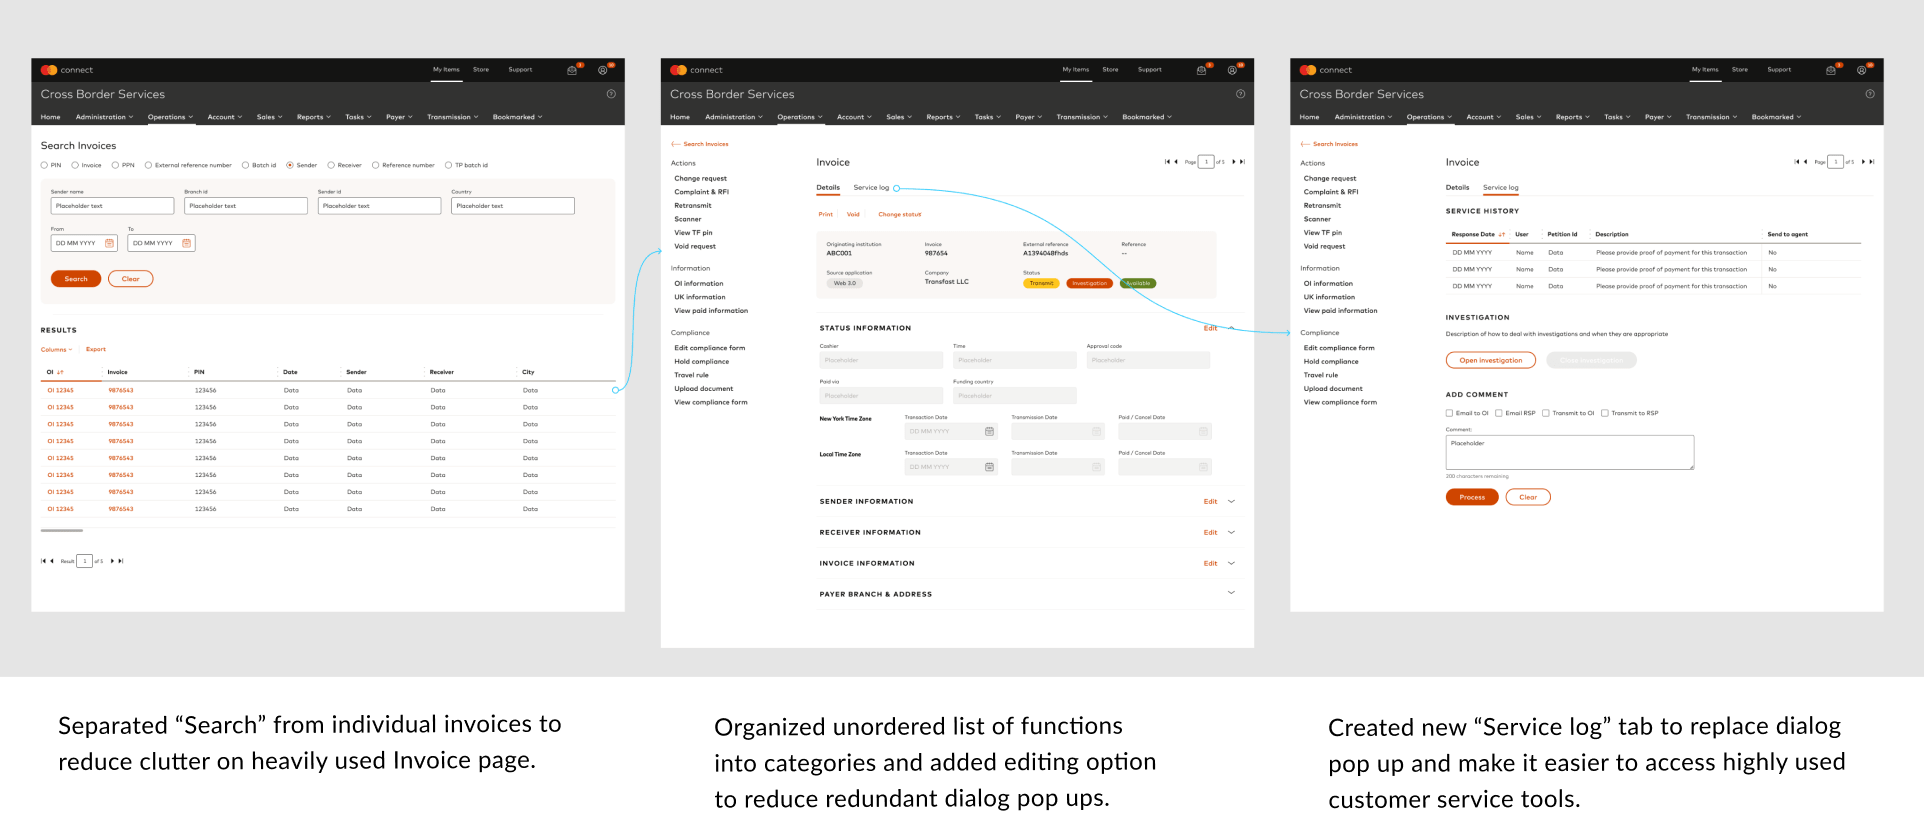 connect
My Items Store Support
Cross Border Services
Home Administration Operations Account Sales Reports Tasks Payer Transmission Bookmarked
Search Invoices
PIN Invoice PPN External reference number Batch id Sender Receiver Reference number TP batch id
Sender name Branch id Sender id Country
Placeholder text Placeholder text Placeholder text Placeholder text
From To
DD MM YYYY DD MM YYYY
Search Clear
RESULTS
Columns Export
OI Invoice PIN Date Sender Receiver City
OI 12345 9876543 123456 Data Data Data Data
OI 12345 9876543 123456 Data Data Data Data
OI 12345 9876543 123456 Data Data Data Data
OI 12345 9876543 123456 Data Data Data Data
OI 12345 9876543 123456 Data Data Data Data
OI 12345 9876543 123456 Data Data Data Data
OI 12345 9876543 123456 Data Data Data Data
OI 12345 9876543 123456 Data Data Data Data
Result 1 of 5
connect
My Items Store Support
Cross Border Services
Home Administration Operations Account Sales Reports Tasks Payer Transmission Bookmarked
Search Invoices
Actions
Change request
Complaint & RFI
Retransmit
Scanner
View TF pin
Void request
Information
OI information
UK information
View paid information
Compliance
Edit compliance form
Hold compliance
Travel rule
Upload document
View compliance form
Invoice
Page 1 of 5
Details Service log
Print Void Change status
Originating institution Invoice External reference Reference
ABC001 987654 A1394048fhds --
Source application Company Status
Web 3.0 Transfast LLC Transmit Investigation Available
STATUS INFORMATION Edit
Cashier Time Approval code
Placeholder Placeholder Placeholder
Paid via Funding country
Placeholder Placeholder
New York Time Zone Transaction Date Transmission Date Paid / Cancel Date
DD MM YYYY
Local Time Zone Transaction Date Transmission Date Paid / Cancel Date
DD MM YYYY
SENDER INFORMATION Edit
RECEIVER INFORMATION Edit
INVOICE INFORMATION Edit
PAYER BRANCH & ADDRESS
connect
My Items Store Support
Cross Border Services
Home Administration Operations Account Sales Reports Tasks Payer Transmission Bookmarked
Search Invoices
Actions
Change request
Complaint & RFI
Retransmit
Scanner
View TF pin
Void request
Information
OI information
UK information
View paid information
Compliance
Edit compliance form
Hold compliance
Travel rule
Upload document
View compliance form
Invoice
Page 1 of 5
Details Service log
SERVICE HISTORY
Response Date User Petition Id Description Send to agent
DD MM YYYY Name Data Please provide proof of payment for this transaction No
DD MM YYYY Name Data Please provide proof of payment for this transaction No
DD MM YYYY Name Data Please provide proof of payment for this transaction No
INVESTIGATION
Description of how to deal with investigations and when they are appropriate
Open investigation Close investigation
ADD COMMENT
Email to OI Email RSP Transmit to OI Transmit to RSP
Comment:
Placeholder
200 characters remaining
Process Clear
Separated “Search” from individual invoices to
reduce clutter on heavily used Invoice page.
Organized unordered list of functions
into categories and added editing option
to reduce redundant dialog pop ups.
Created new “Service log” tab to replace dialog
pop up and make it easier to access highly used
customer service tools.